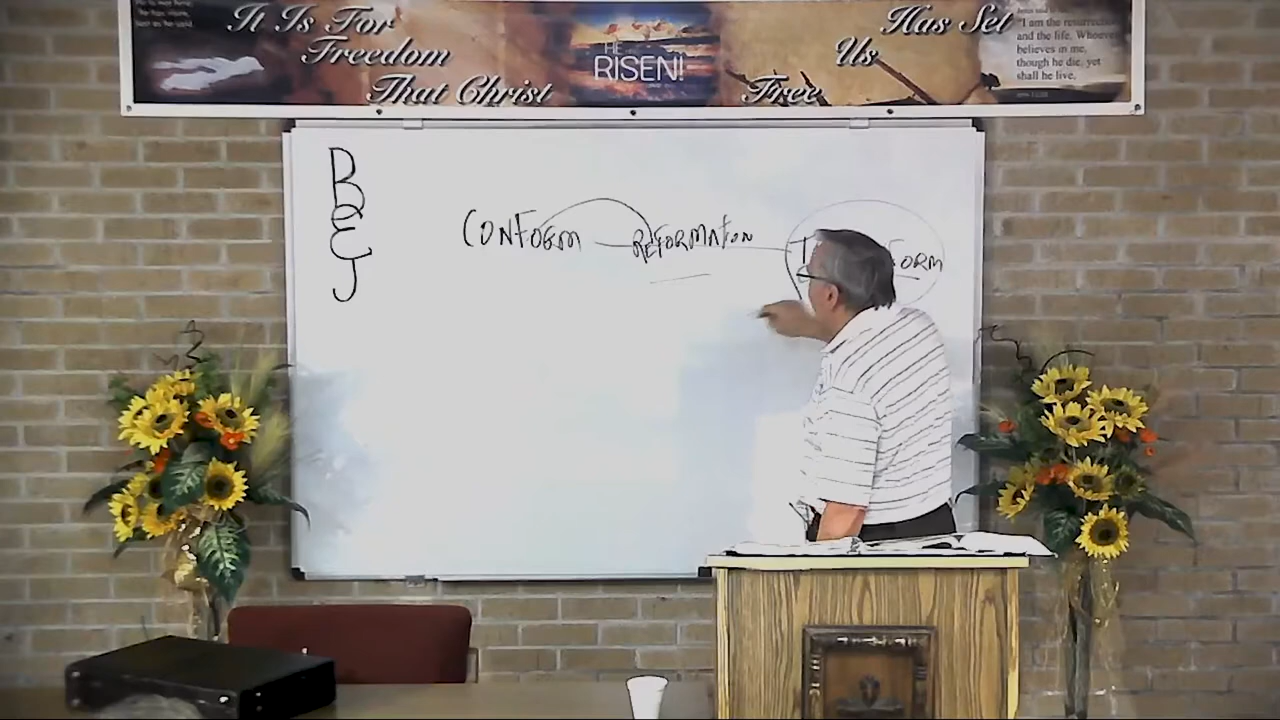 It Is For
Freedom
That Christ
HE
RISEN!
Has Set
Us
Free
"I am the resurrection
and the life. Whoever
believes in me,
though he die, yet
shall he live.
B
E
J
CONFORM
REFORMATION
FORM